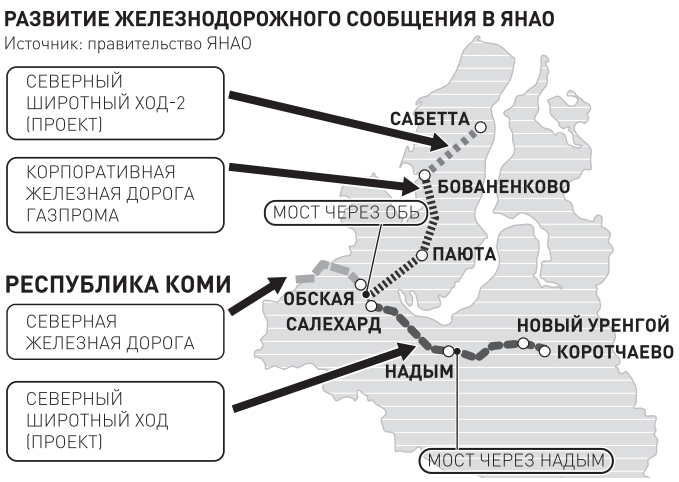 РАЗВИТИЕ ЖЕЛЕЗНОДОРОЖНОГО СООБЩЕНИЯ В ЯНАО
Источник: правительство ЯНАО
СЕВЕРНЫЙ
ШИРОТНЫЙ ХОД-2
(ПРОЕКТ)
САБЕТТА
КОРПОРАТИВНАЯ
ЖЕЛЕЗНАЯ ДОРОГА
ГАЗПРОМА
БОВАНЕНКОВО
МОСТ ЧЕРЕЗ ОБЬ
ПАЮТА
РЕСПУБЛИКА КОМИ
ОБСКАЯ
САЛЕХАРД
СЕВЕРНАЯ
ЖЕЛЕЗНАЯ ДОРОГА
НОВЫЙ УРЕНГОЙ
КОРОТЧАЕВО
НАДЫМ
СЕВЕРНЫЙ
ШИРОТНЫЙ ХОД
(ПРОЕКТ)
МОСТ ЧЕРЕЗ НАДЫМ